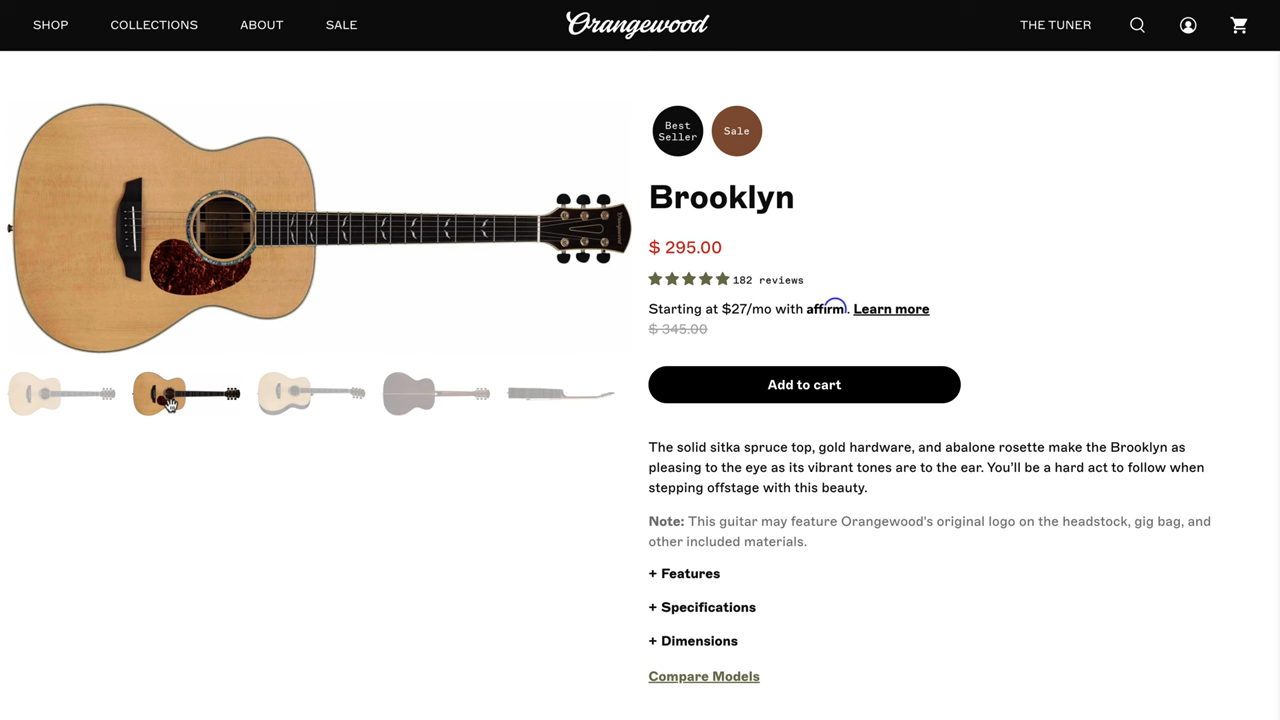 SHOP COLLECTIONS ABOUT SALE Orangewood THE TUNER
Best
Seller
Sale
Brooklyn
$ 295.00
182 reviews
Starting at $27/mo with affirm. Learn more
$ 345.00
Add to cart
The solid sitka spruce top, gold hardware, and abalone rosette make the Brooklyn as
pleasing to the eye as its vibrant tones are to the ear. You’ll be a hard act to follow when
stepping offstage with this beauty.
Note: This guitar may feature Orangewood's original logo on the headstock, gig bag, and
other included materials.
+ Features
+ Specifications
+ Dimensions
Compare Models